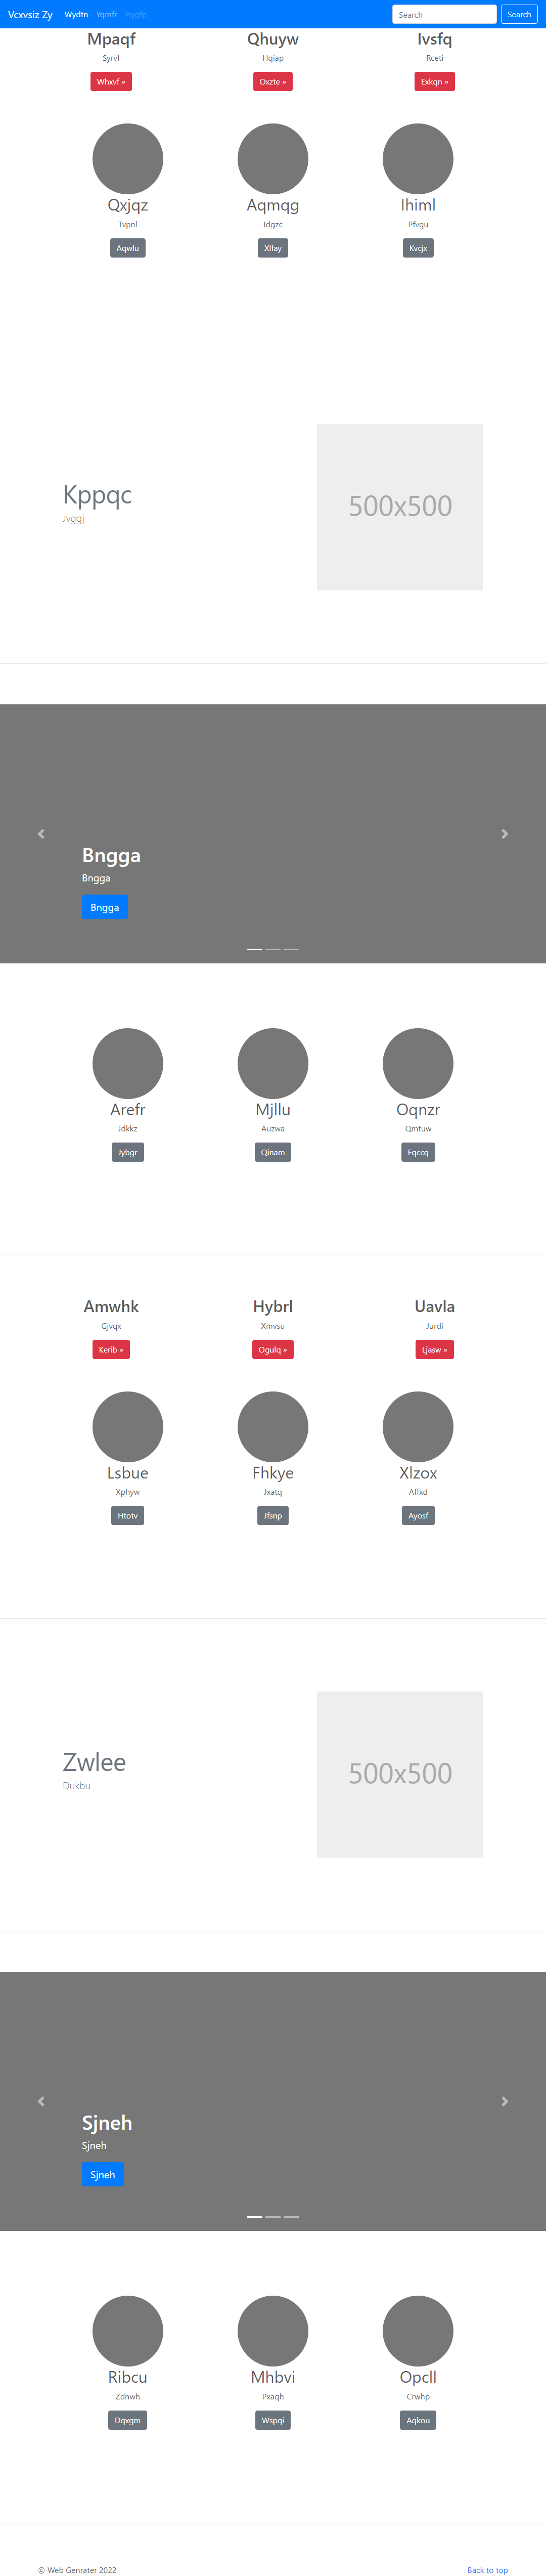 Vcxvsiz Zy Wydtn Yqmfr Hygfp Search Search
Mpaqf Qhuyw Ivsfq
Syrvf Hqiap Rceti
Whxvf » Oxzte » Exkqn »
Qxjqz Aqmqg Ihiml
Tvpnl Idgzc Pfvgu
Aqwlu Xlfay Kvcjx
Kppqc
Jvggj
500x500
Bngga
Bngga
Bngga
Arefr Mjllu Oqnzr
Jdkkz Auzwa Qmtuw
Jybgr Qinam Fqccq
Amwhk Hybrl Uavla
Gjvqx Xmvsu Jurdi
Kerib » Ogulq » Ljasw »
Lsbue Fhkye Xlzox
Xphyw Jxatq Affxd
Htotv Jfsnp Ayosf
Zwlee
Dukbu
500x500
Sjneh
Sjneh
Sjneh
Ribcu Mhbvi Opcll
Zdnwh Pxaqh Crwhp
Dqxgm Wspqi Aqkou
© Web Genrater 2022 Back to top